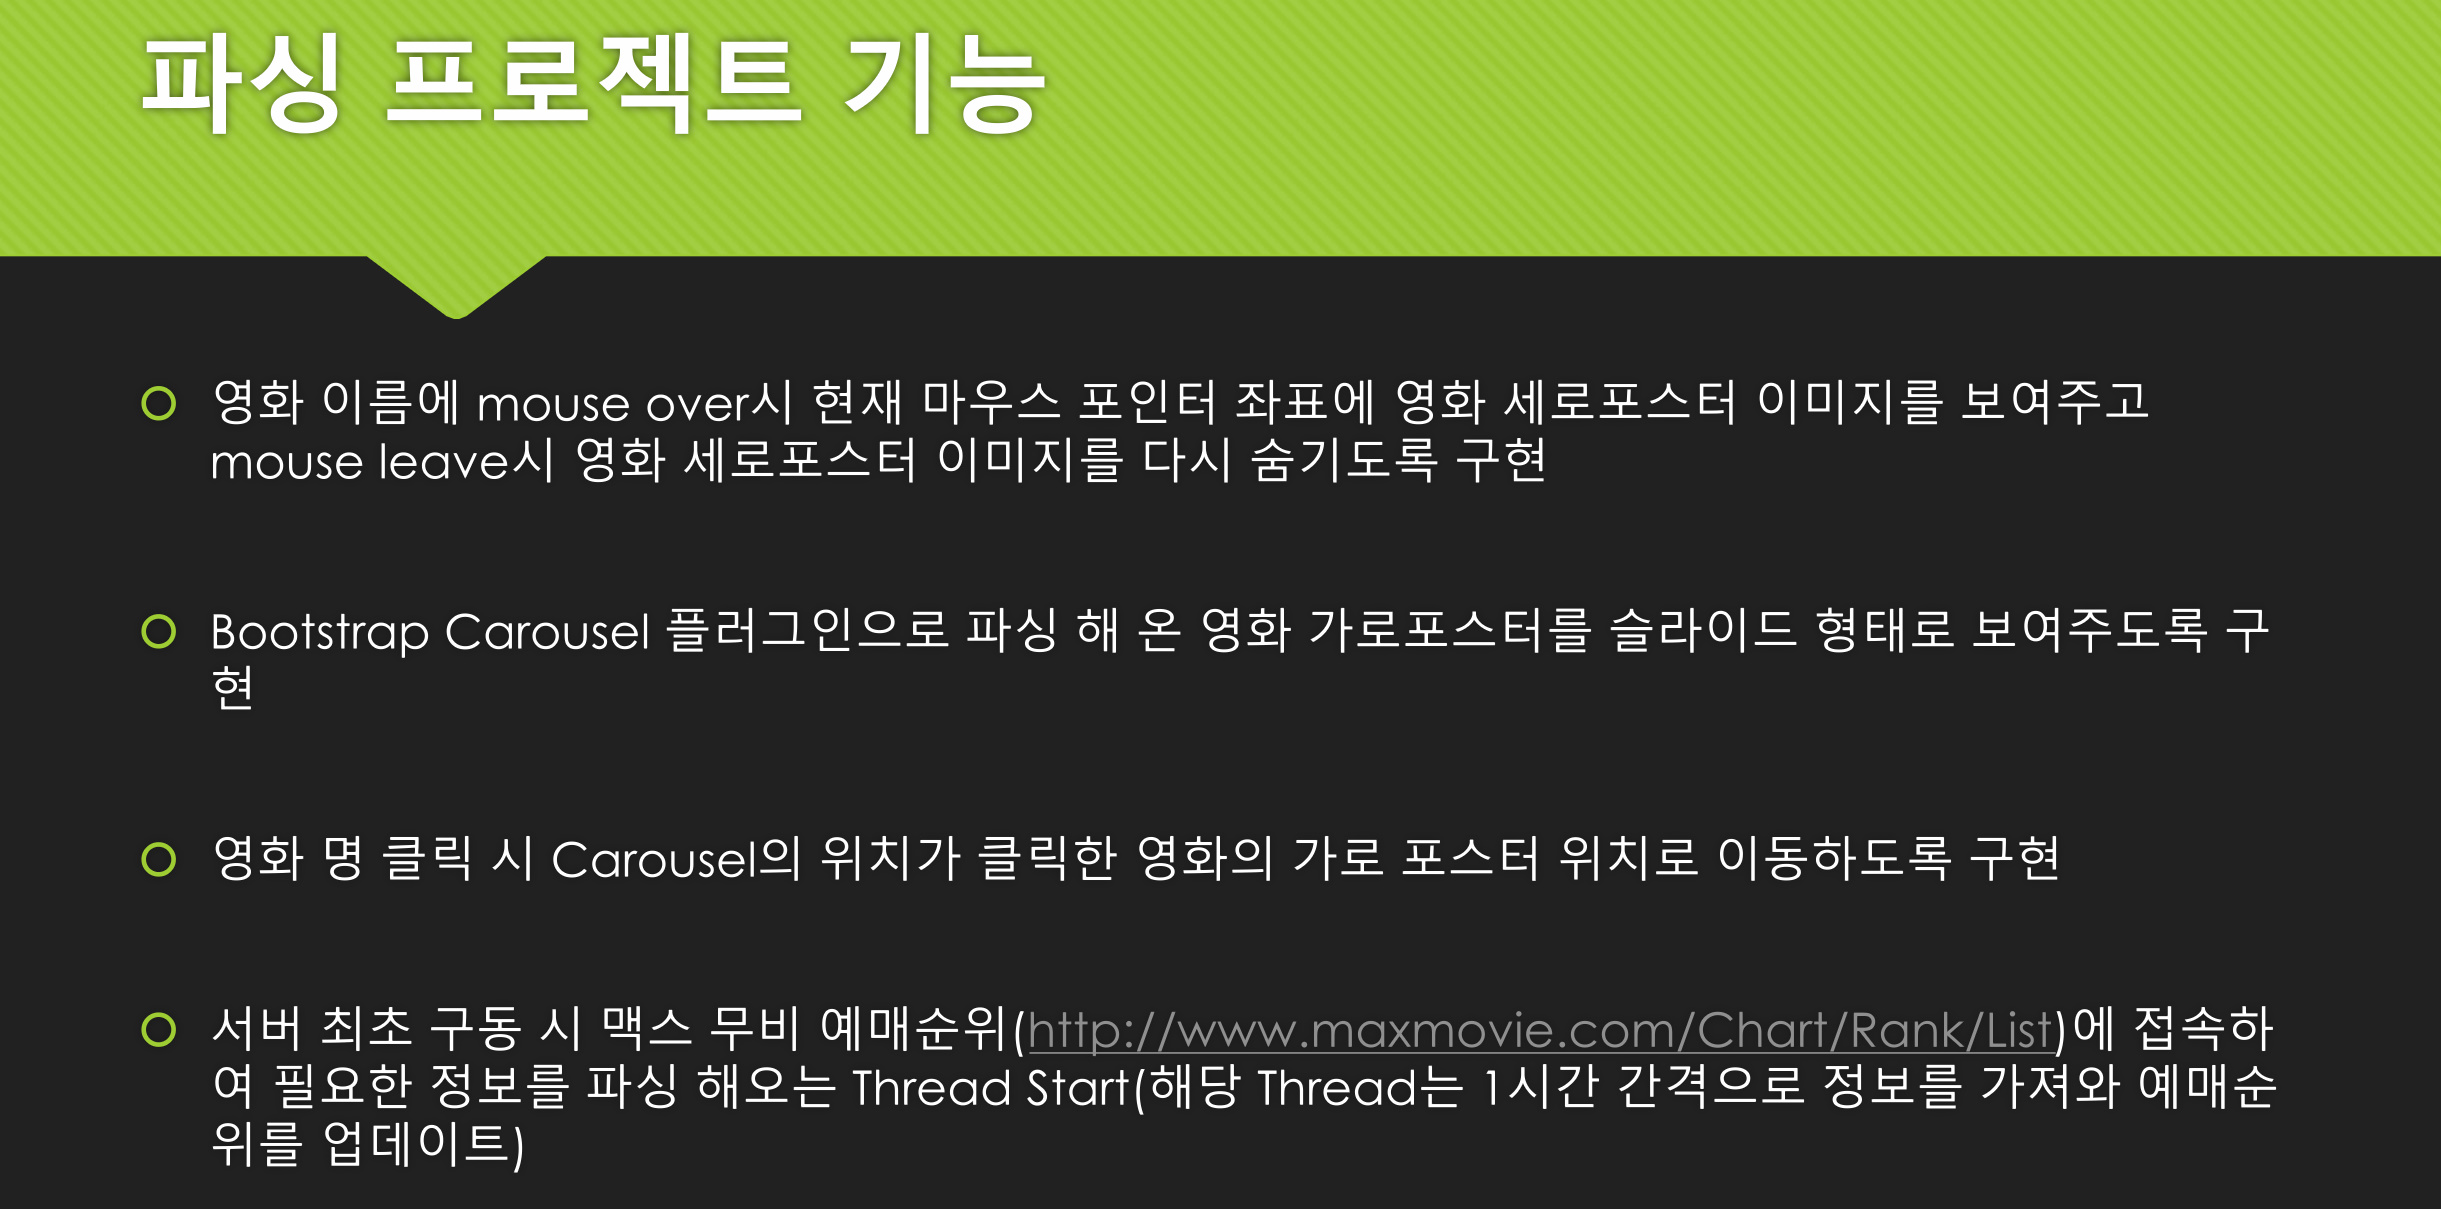 파싱 프로젝트 기능
영화 이름에 mouse over시 현재 마우스 포인터 좌표에 영화 세로포스터 이미지를 보여주고
mouse leave시 영화 세로포스터 이미지를 다시 숨기도록 구현
Bootstrap Carousel 플러그인으로 파싱 해 온 영화 가로포스터를 슬라이드 형태로 보여주도록 구
현
영화 명 클릭 시 Carousel의 위치가 클릭한 영화의 가로 포스터 위치로 이동하도록 구현
서버 최초 구동 시 맥스 무비 예매순위(http://www.maxmovie.com/Chart/Rank/List)에 접속하
여 필요한 정보를 파싱 해오는 Thread Start(해당 Thread는 1시간 간격으로 정보를 가져와 예매순
위를 업데이트)